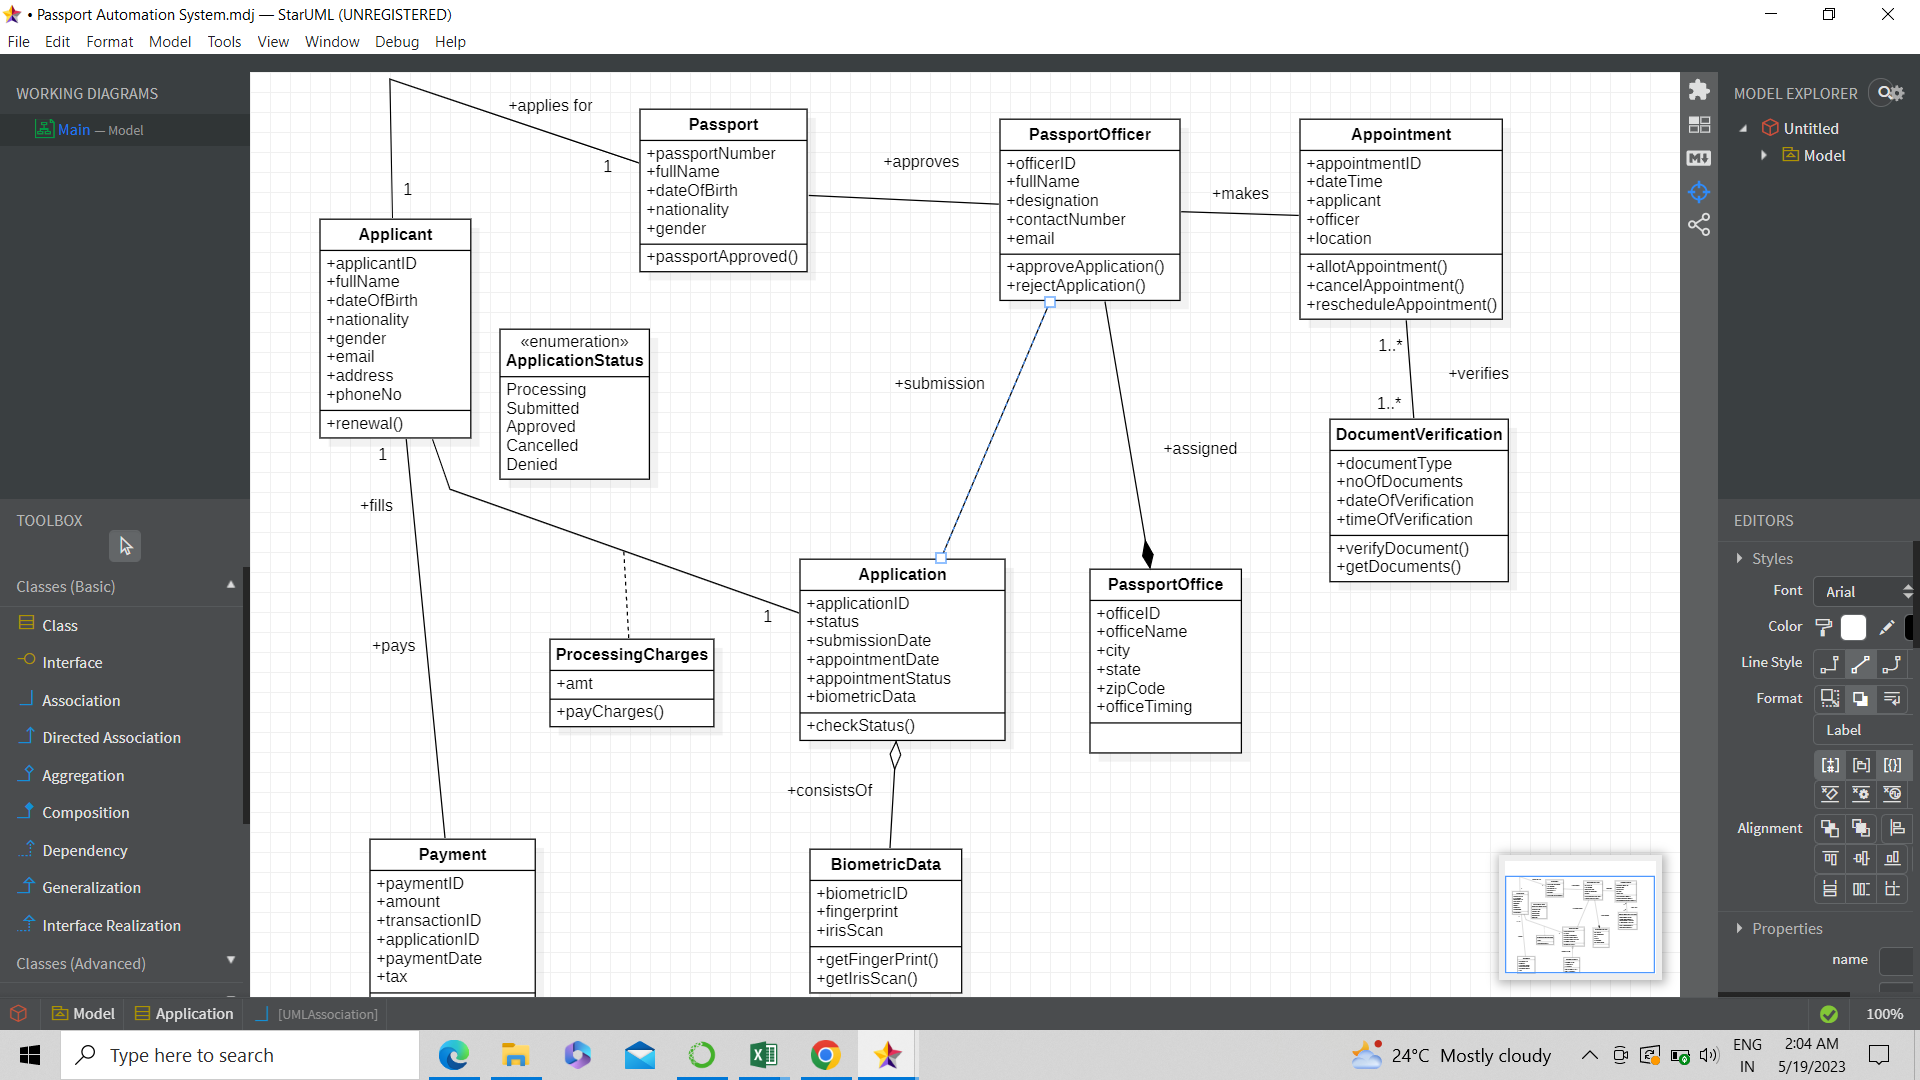 • Passport Automation System.mdj — StarUML (UNREGISTERED)
File Edit Format Model Tools View Window Debug Help
WORKING DIAGRAMS
Main — Model
TOOLBOX
Classes (Basic)
Class
Interface
Association
Directed Association
Aggregation
Composition
Dependency
Generalization
Interface Realization
Classes (Advanced)
+applies for
1
1
Passport
+passportNumber
+fullName
+dateOfBirth
+nationality
+gender
+passportApproved()
+approves
PassportOfficer
+officerID
+fullName
+designation
+contactNumber
+email
+approveApplication()
+rejectApplication()
+makes
Appointment
+appointmentID
+dateTime
+applicant
+officer
+location
+allotAppointment()
+cancelAppointment()
+rescheduleAppointment()
Applicant
+applicantID
+fullName
+dateOfBirth
+nationality
+gender
+email
+address
+phoneNo
+renewal()
«enumeration»
ApplicationStatus
Processing
Submitted
Approved
Cancelled
Denied
+submission
+assigned
1..*
+verifies
1..*
DocumentVerification
+documentType
+noOfDocuments
+dateOfVerification
+timeOfVerification
+verifyDocument()
+getDocuments()
1
+fills
1
+pays
ProcessingCharges
+amt
+payCharges()
Application
+applicationID
+status
+submissionDate
+appointmentDate
+appointmentStatus
+biometricData
+checkStatus()
PassportOffice
+officeID
+officeName
+city
+state
+zipCode
+officeTiming
+consistsOf
Payment
+paymentID
+amount
+transactionID
+applicationID
+paymentDate
+tax
BiometricData
+biometricID
+fingerprint
+irisScan
+getFingerPrint()
+getIrisScan()
MODEL EXPLORER
Untitled
Model
EDITORS
Styles
Font Arial
Color
Line Style
Format
Label
Alignment
Properties
name
M
Model Application [UMLAssociation]
100%
Type here to search
24°C Mostly cloudy
ENG
IN
2:04 AM
5/19/2023